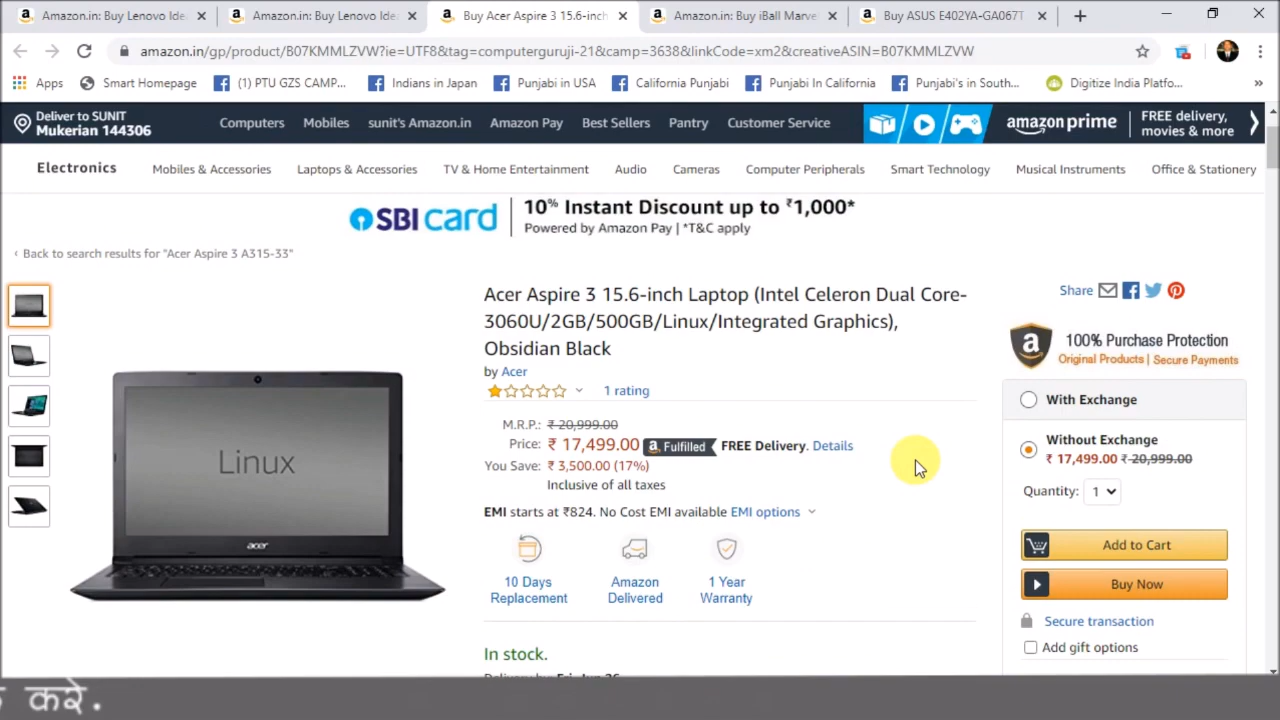 Amazon.in: Buy Lenovo Ide
Amazon.in: Buy Lenovo Ide
Buy Acer Aspire 3 15.6-inch
Amazon.in: Buy iBall Marve
Buy ASUS E402YA-GA067T
amazon.in/gp/product/B07KMMLZVW?ie=UTF8&tag=computerguruji-21&camp=3638&linkCode=xm2&creativeASIN=B07KMMLZVW
Apps
Smart Homepage
(1) PTU GZS CAMP...
Indians in Japan
Punjabi in USA
California Punjabi
Punjabi In California
Punjabi's in South...
Digitize India Platfo...
Deliver to SUNIT
Mukerian 144306
Computers
Mobiles
sunit's Amazon.in
Amazon Pay
Best Sellers
Pantry
Customer Service
amazon prime
FREE delivery,
movies & more
Electronics
Mobiles & Accessories
Laptops & Accessories
TV & Home Entertainment
Audio
Cameras
Computer Peripherals
Smart Technology
Musical Instruments
Office & Stationery
SBI card
10% Instant Discount up to ₹1,000*
Powered by Amazon Pay | *T&C apply
‹ Back to search results for "Acer Aspire 3 A315-33"
Linux
acer
Acer Aspire 3 15.6-inch Laptop (Intel Celeron Dual Core-
3060U/2GB/500GB/Linux/Integrated Graphics),
Obsidian Black
by Acer
1 rating
M.R.P.: ₹ 20,999.00
Price: ₹ 17,499.00 a Fulfilled FREE Delivery. Details
You Save: ₹ 3,500.00 (17%)
Inclusive of all taxes
EMI starts at ₹824. No Cost EMI available EMI options
10 Days
Replacement
Amazon
Delivered
1 Year
Warranty
In stock.
Share
100% Purchase Protection
Original Products | Secure Payments
With Exchange
Without Exchange
₹ 17,499.00 ₹ 20,999.00
Quantity: 1
Add to Cart
Buy Now
Secure transaction
Add gift options
करे.